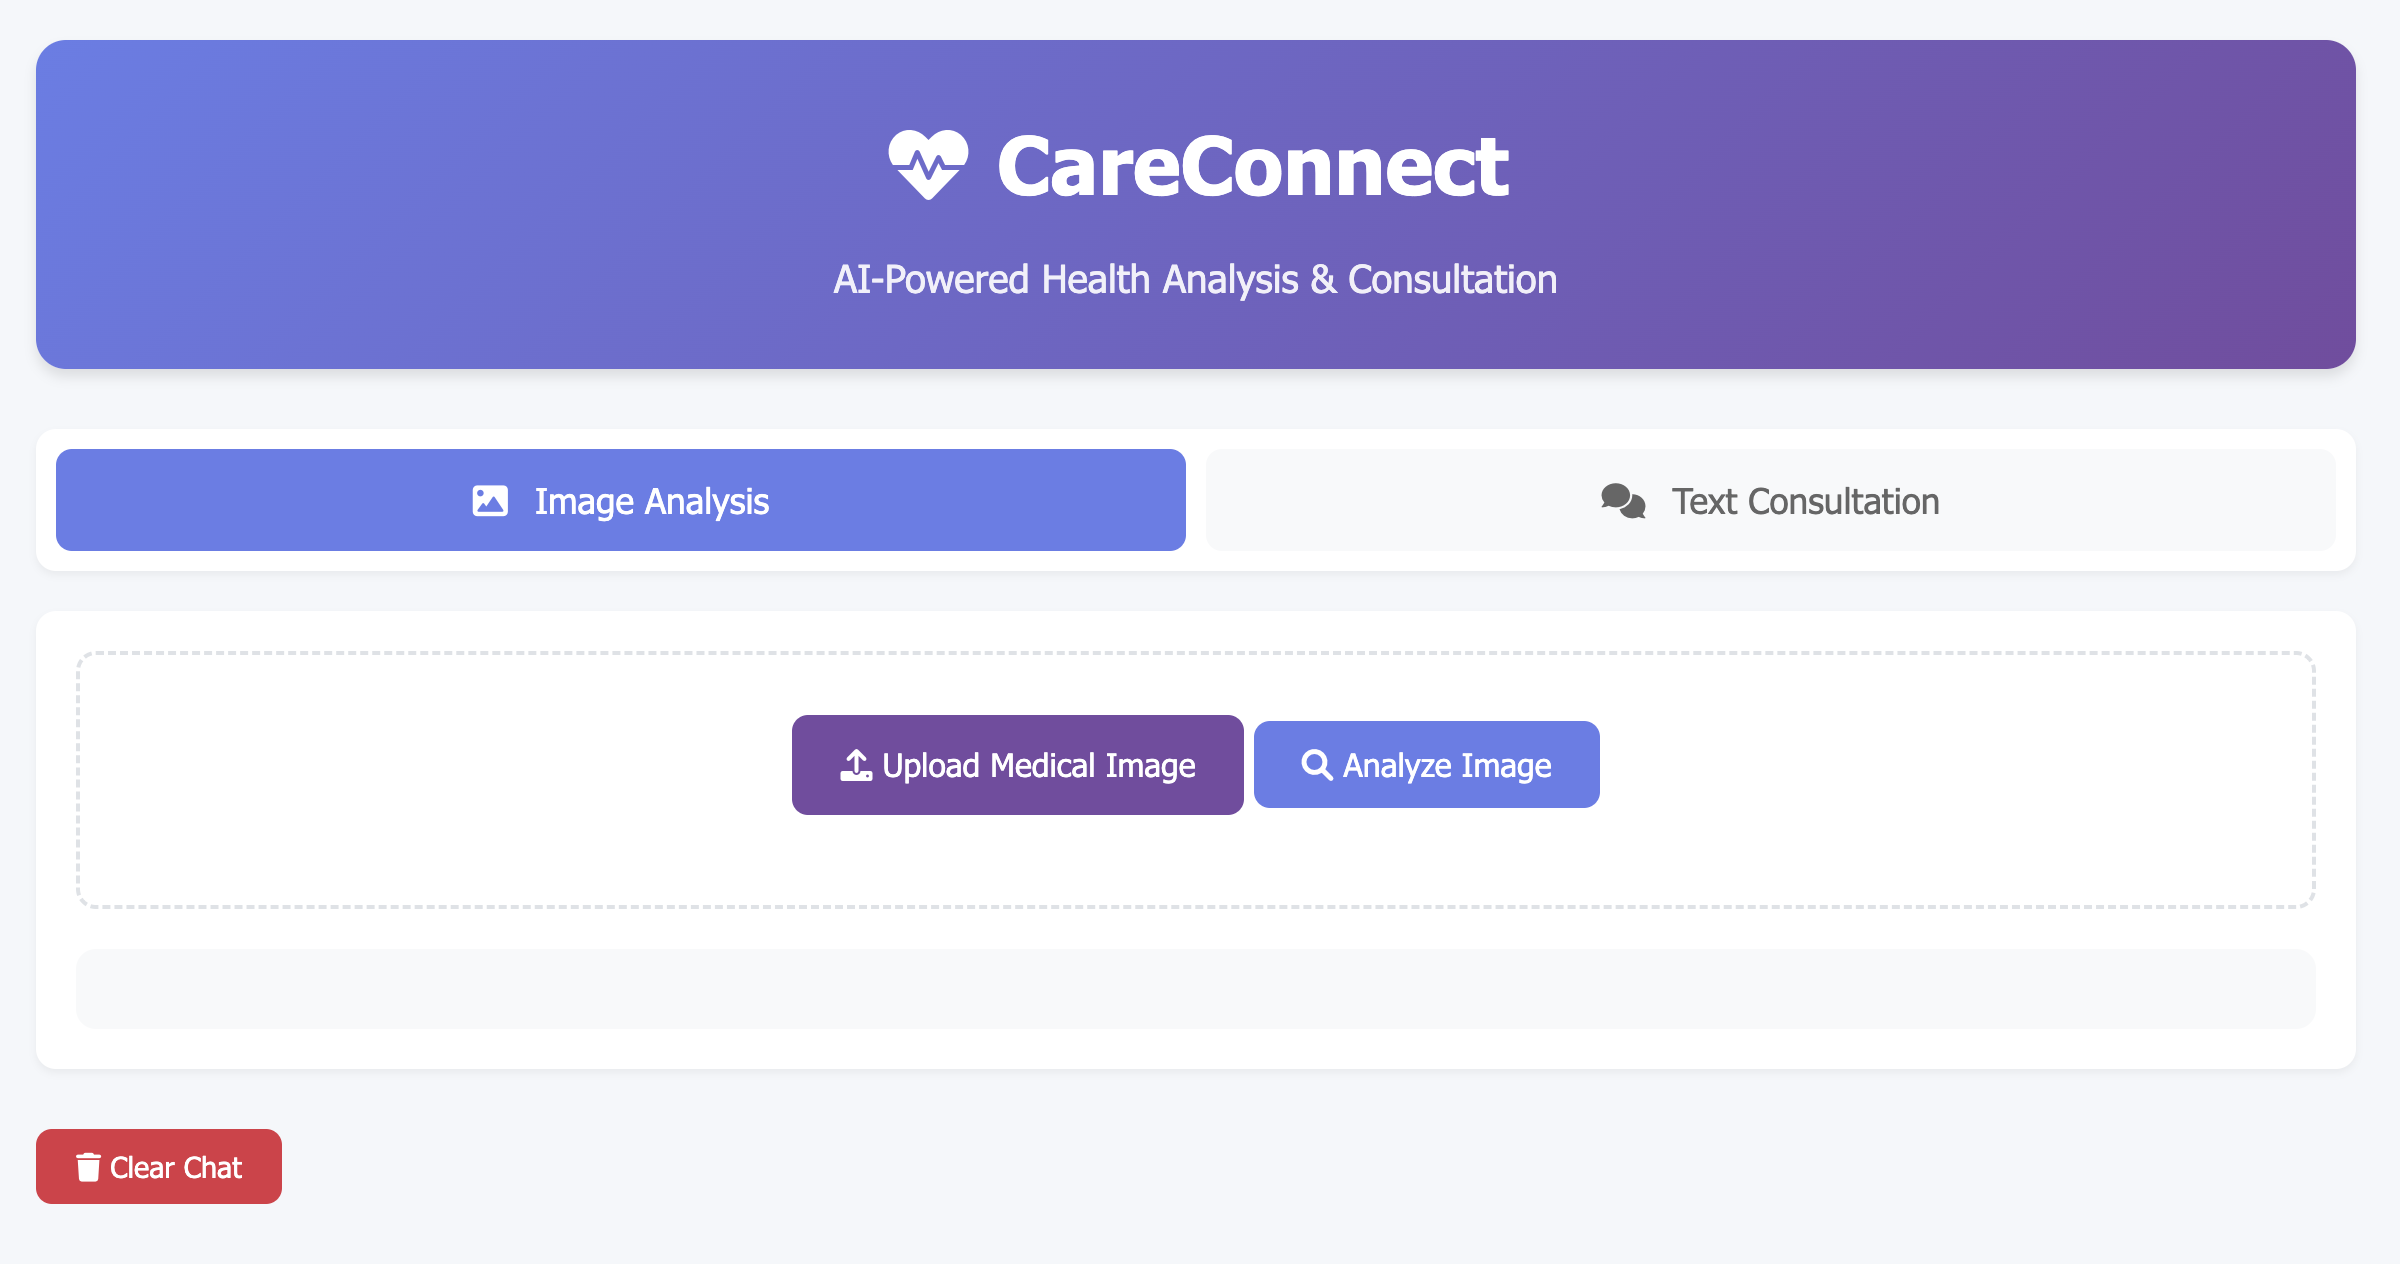 CareConnect
AI-Powered Health Analysis & Consultation
Image Analysis
Text Consultation
Upload Medical Image
Analyze Image
Clear Chat